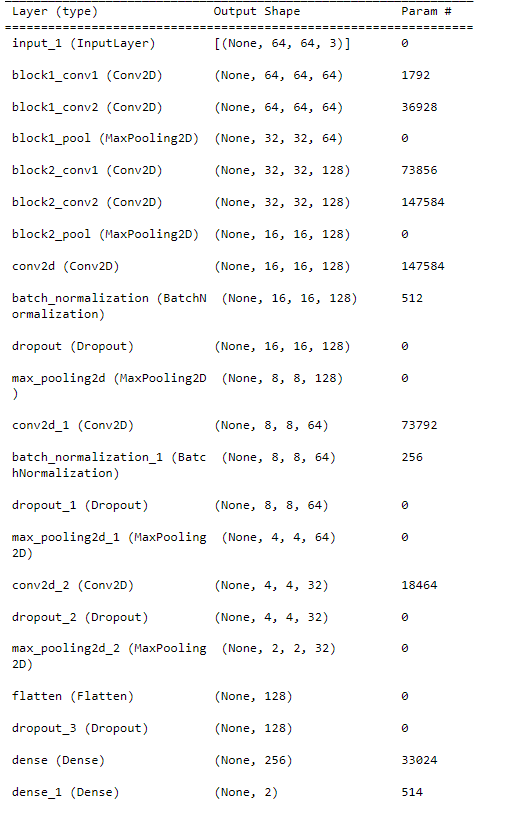 Layer (type) Output Shape Param #
=================================================================
input_1 (InputLayer) [(None, 64, 64, 3)] 0
block1_conv1 (Conv2D) (None, 64, 64, 64) 1792
block1_conv2 (Conv2D) (None, 64, 64, 64) 36928
block1_pool (MaxPooling2D) (None, 32, 32, 64) 0
block2_conv1 (Conv2D) (None, 32, 32, 128) 73856
block2_conv2 (Conv2D) (None, 32, 32, 128) 147584
block2_pool (MaxPooling2D) (None, 16, 16, 128) 0
conv2d (Conv2D) (None, 16, 16, 128) 147584
batch_normalization (BatchN (None, 16, 16, 128) 512
ormalization)
dropout (Dropout) (None, 16, 16, 128) 0
max_pooling2d (MaxPooling2D (None, 8, 8, 128) 0
)
conv2d_1 (Conv2D) (None, 8, 8, 64) 73792
batch_normalization_1 (Batc (None, 8, 8, 64) 256
hNormalization)
dropout_1 (Dropout) (None, 8, 8, 64) 0
max_pooling2d_1 (MaxPooling (None, 4, 4, 64) 0
2D)
conv2d_2 (Conv2D) (None, 4, 4, 32) 18464
dropout_2 (Dropout) (None, 4, 4, 32) 0
max_pooling2d_2 (MaxPooling (None, 2, 2, 32) 0
2D)
flatten (Flatten) (None, 128) 0
dropout_3 (Dropout) (None, 128) 0
dense (Dense) (None, 256) 33024
dense_1 (Dense) (None, 2) 514